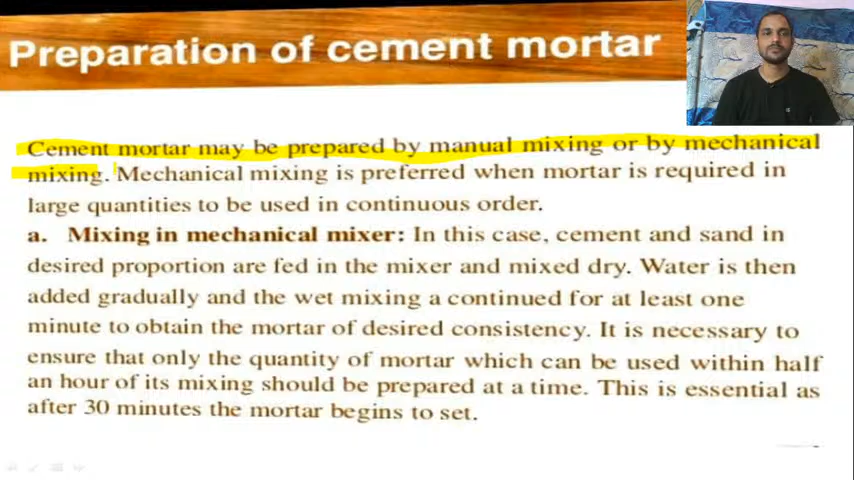 Preparation of cement mortar
Cement mortar may be prepared by manual mixing or by mechanical
mixing. Mechanical mixing is preferred when mortar is required in
large quantities to be used in continuous order.
a. Mixing in mechanical mixer: In this case, cement and sand in
desired proportion are fed in the mixer and mixed dry. Water is then
added gradually and the wet mixing a continued for at least one
minute to obtain the mortar of desired consistency. It is necessary to
ensure that only the quantity of mortar which can be used within half
an hour of its mixing should be prepared at a time. This is essential as
after 30 minutes the mortar begins to set.